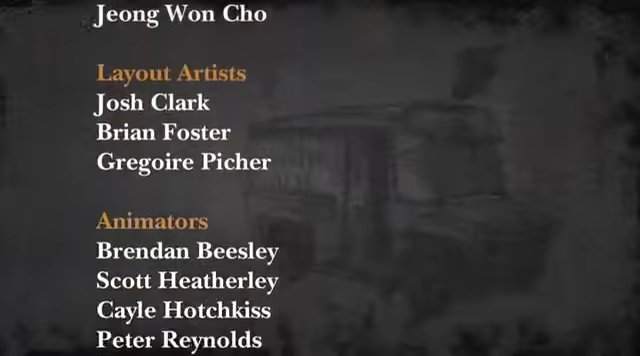 Jeong Won Cho
Layout Artists
Josh Clark
Brian Foster
Gregoire Picher
Animators
Brendan Beesley
Scott Heatherley
Cayle Hotchkiss
Peter Reynolds